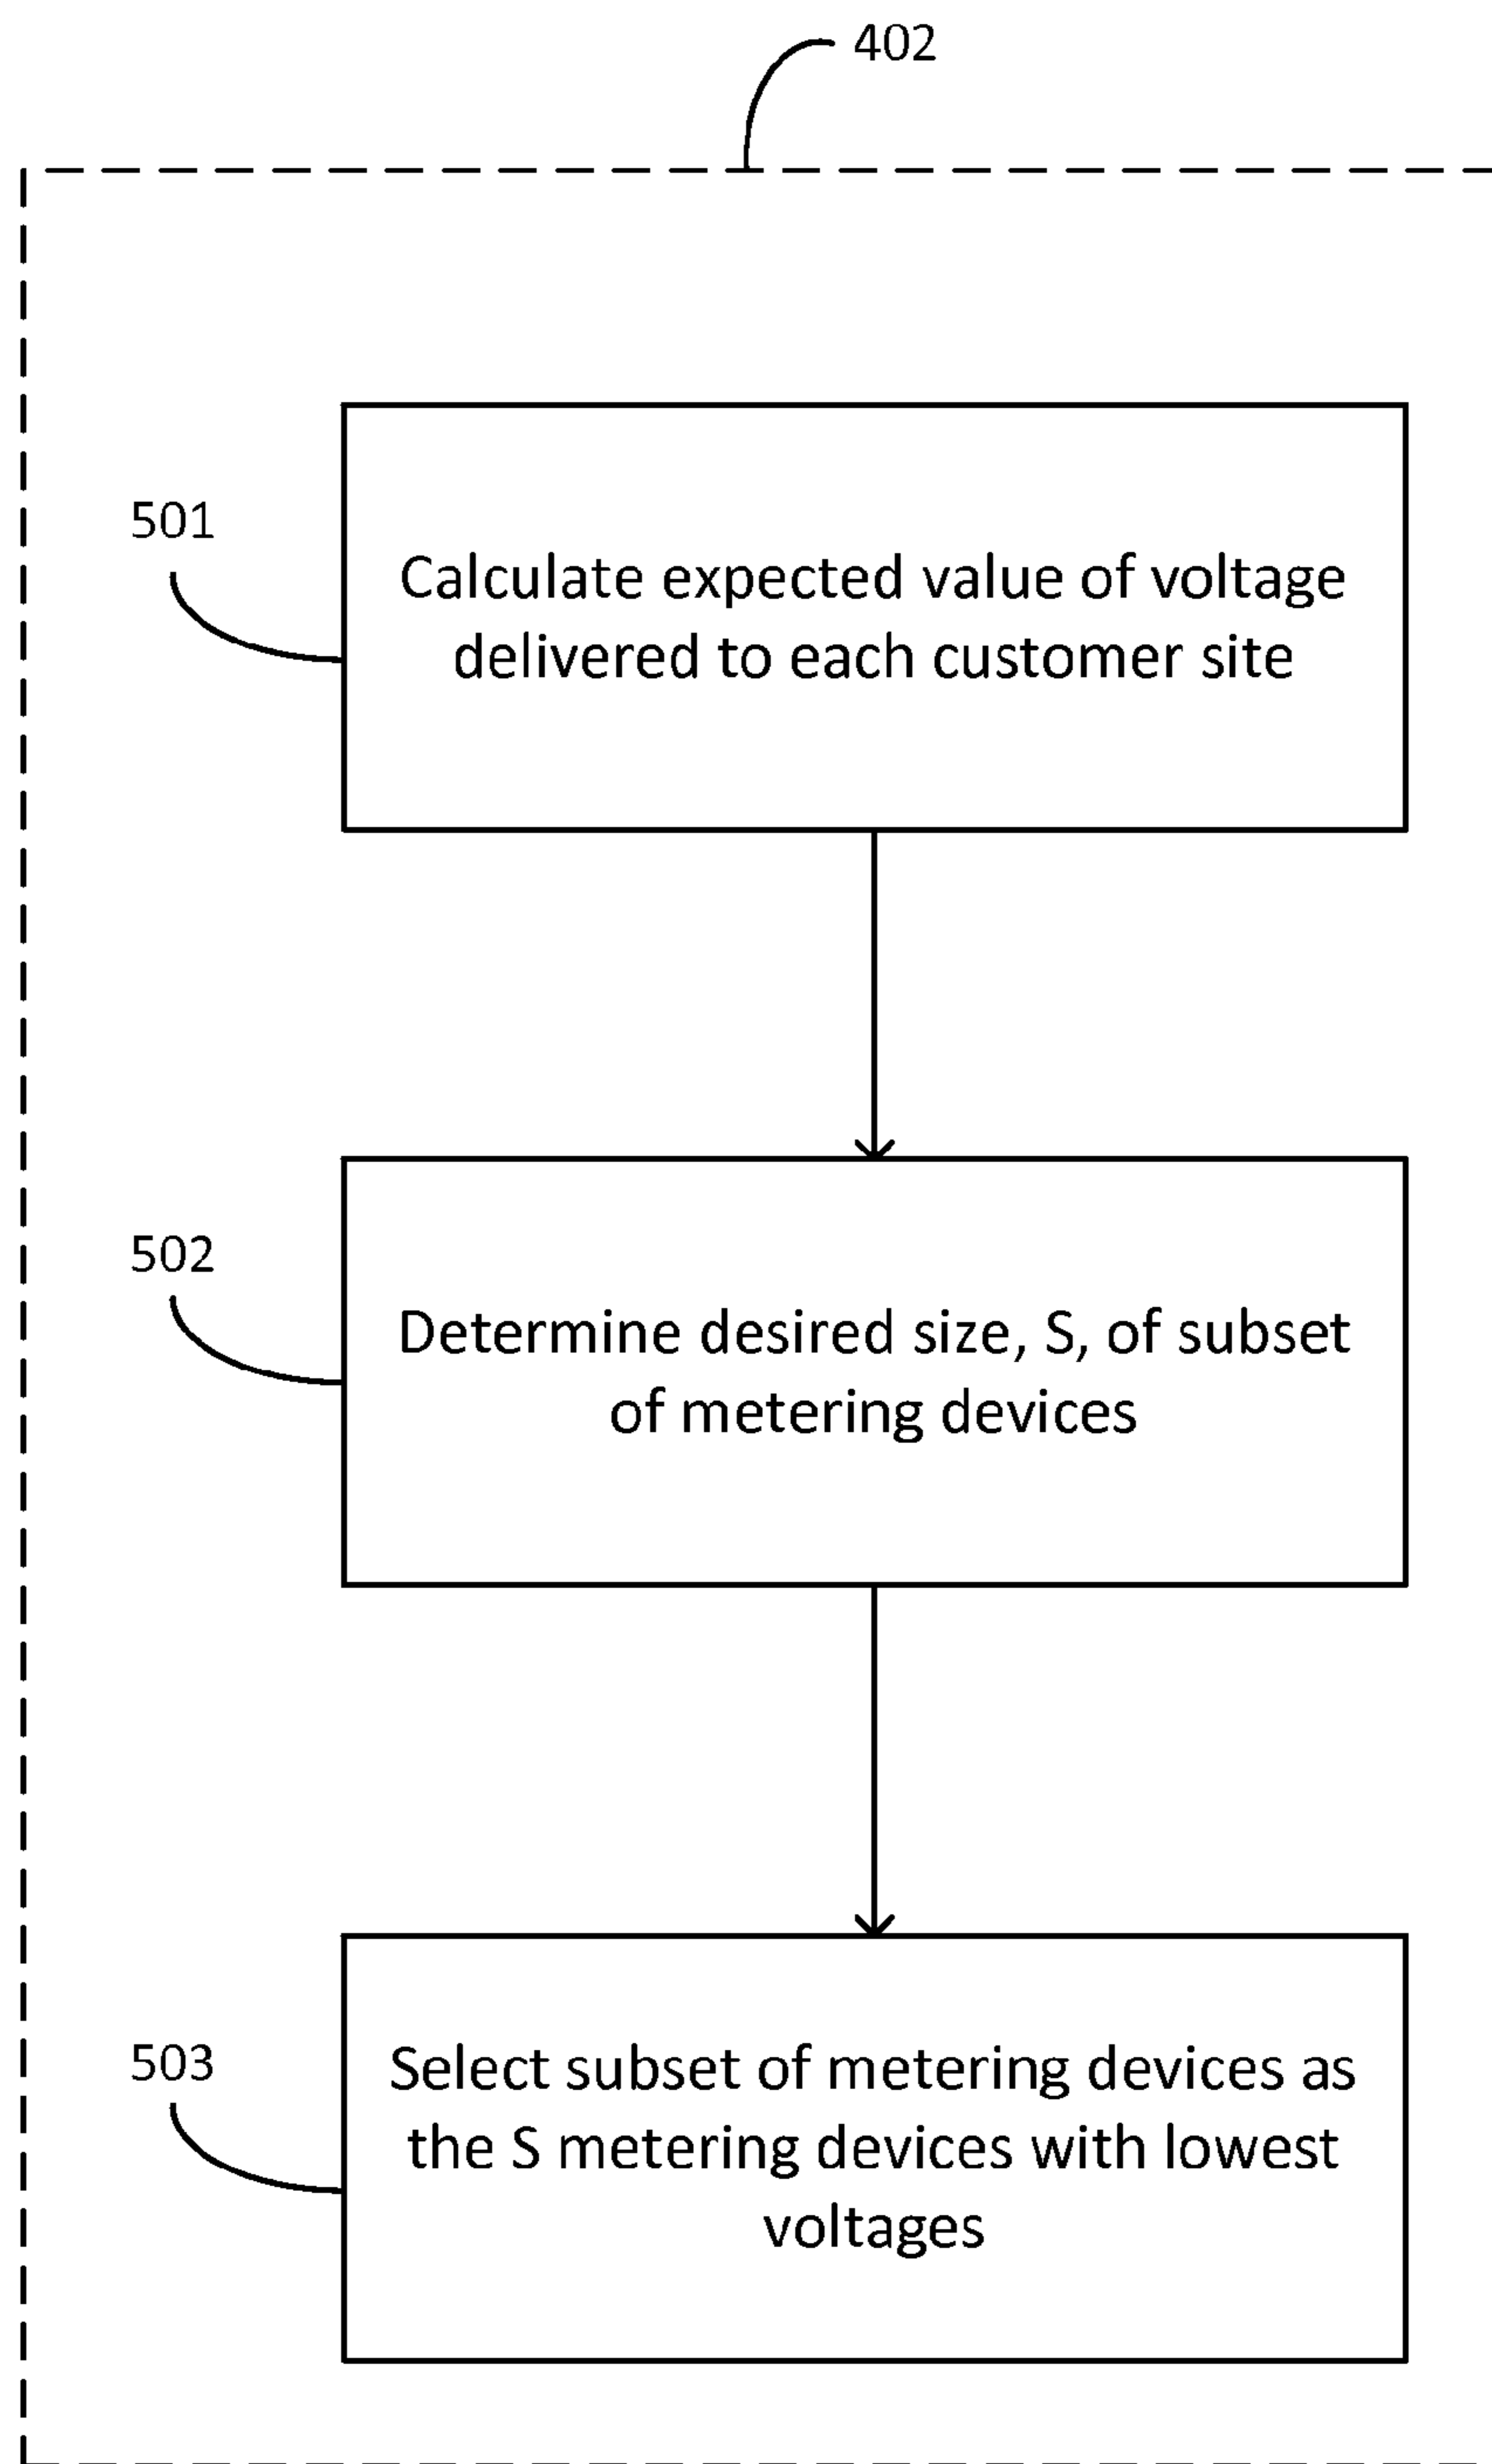 402
501
Calculate expected value of voltage
delivered to each customer site
502
Determine desired size, S, of subset
of metering devices
503
Select subset of metering devices as
the S metering devices with lowest
voltages